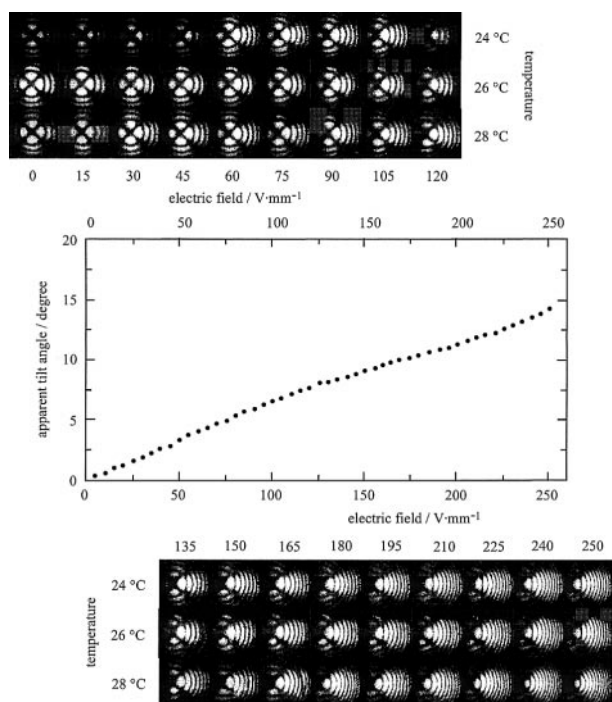 24 °C
26 °C
28 °C
temperature
0 15 30 45 60 75 90 105 120
electric field / V·mm⁻¹
0 50 100 150 200 250
20
15
10
5
0
apparent tilt angle / degree
0 50 100 150 200 250
electric field / V·mm⁻¹
135 150 165 180 195 210 225 240 250
24 °C
26 °C
28 °C
temperature